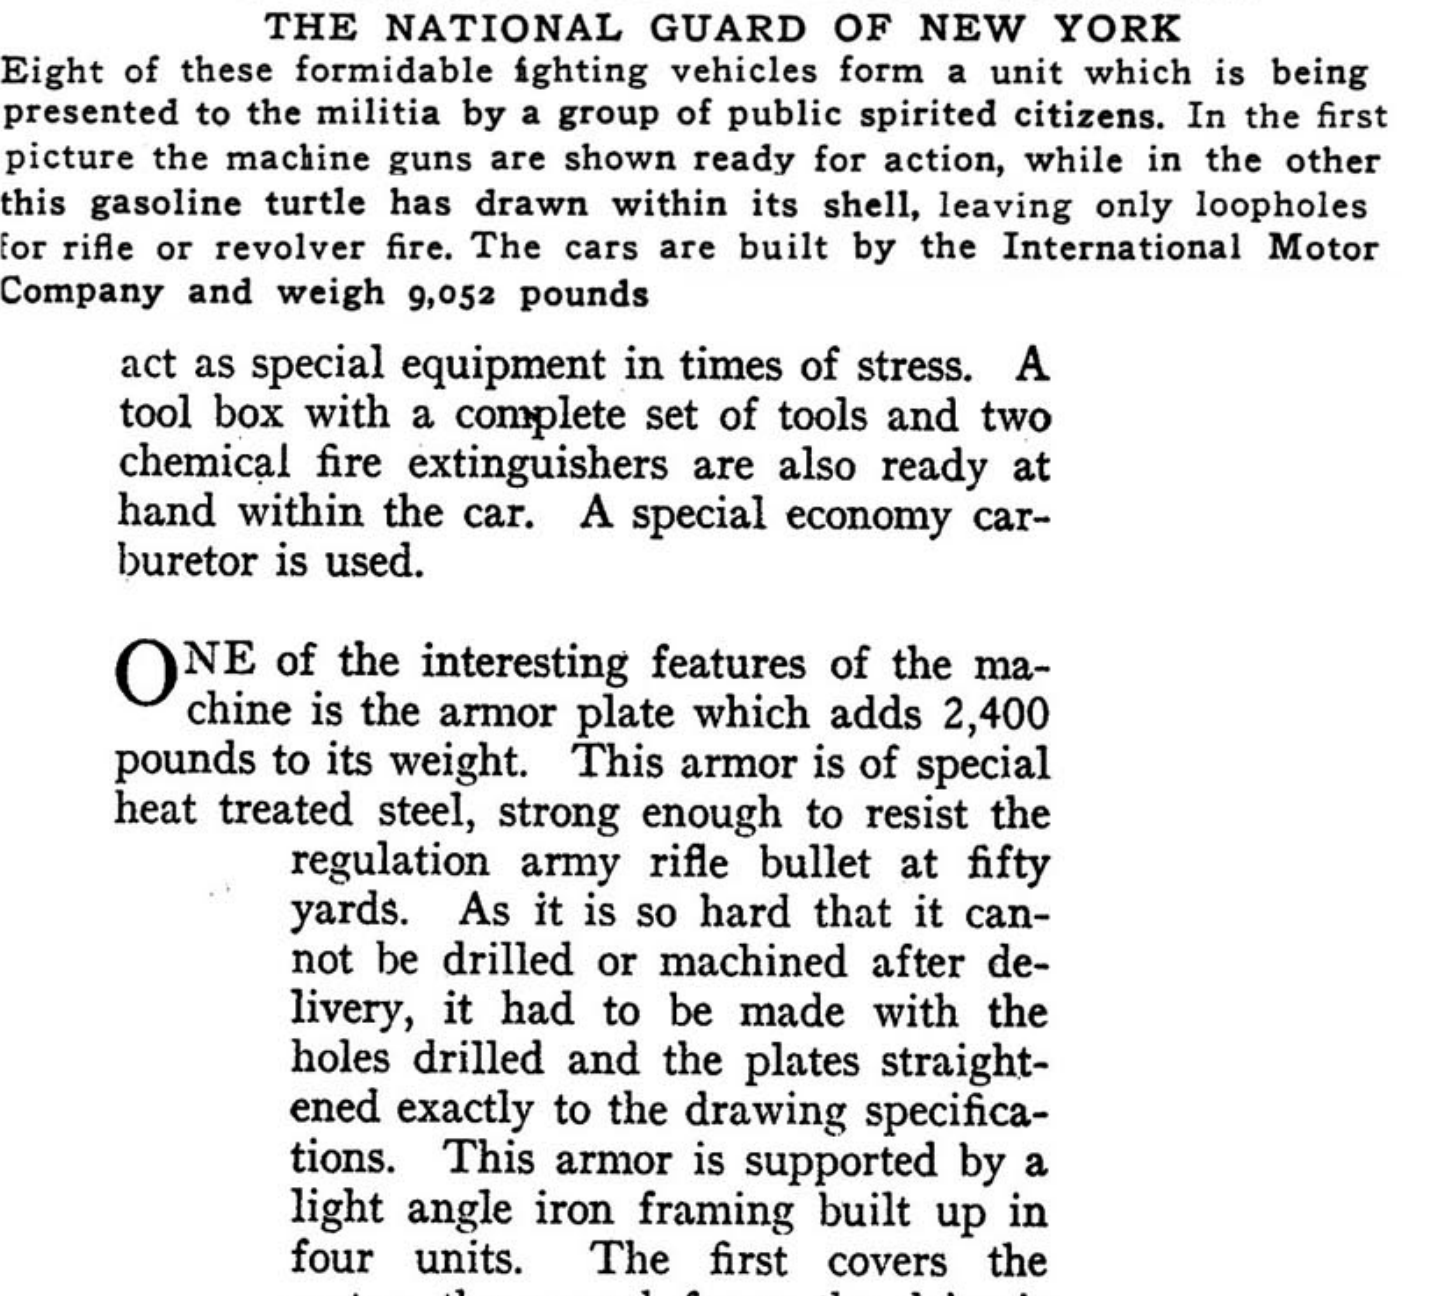 THE NATIONAL GUARD OF NEW YORK
Eight of these formidable fighting vehicles form a unit which is being
presented to the militia by a group of public spirited citizens. In the first
picture the machine guns are shown ready for action, while in the other
this gasoline turtle has drawn within its shell, leaving only loopholes
for rifle or revolver fire. The cars are built by the International Motor
Company and weigh 9,052 pounds
act as special equipment in times of stress. A
tool box with a complete set of tools and two
chemical fire extinguishers are also ready at
hand within the car. A special economy car-
buretor is used.
ONE of the interesting features of the ma-
chine is the armor plate which adds 2,400
pounds to its weight. This armor is of special
heat treated steel, strong enough to resist the
regulation army rifle bullet at fifty
yards. As it is so hard that it can-
not be drilled or machined after de-
livery, it had to be made with the
holes drilled and the plates straight-
ened exactly to the drawing specifica-
tions. This armor is supported by a
light angle iron framing built up in
four units. The first covers the